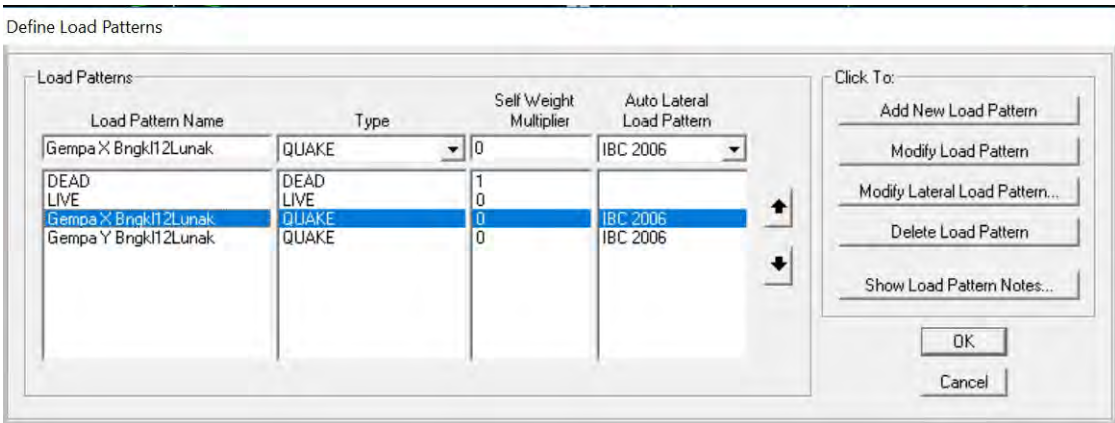 Define Load Patterns
Load Patterns
Load Pattern Name Type Self Weight Multiplier Auto Lateral Load Pattern
Gempa X Bngkl12Lunak QUAKE 0 IBC 2006
DEAD DEAD 1
LIVE LIVE 0
Gempa X Bngkl12Lunak QUAKE 0 IBC 2006
Gempa Y Bngkl12Lunak QUAKE 0 IBC 2006
Click To:
Add New Load Pattern
Modify Load Pattern
Modify Lateral Load Pattern...
Delete Load Pattern
Show Load Pattern Notes...
OK
Cancel